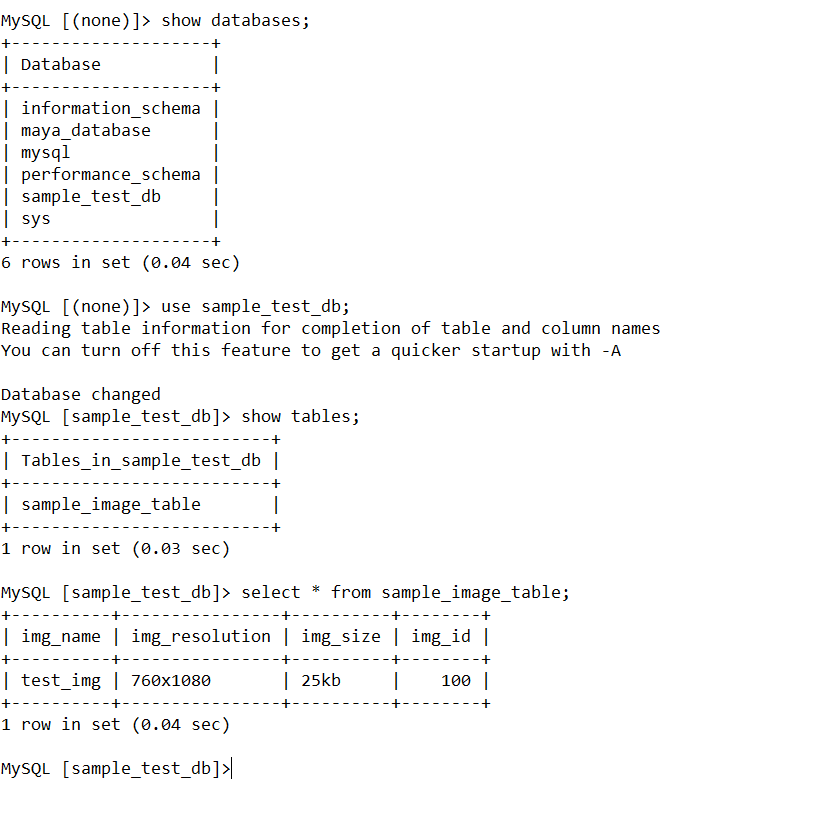 MySQL [(none)]> show databases;
+--------------------+
| Database           |
+--------------------+
| information_schema |
| maya_database      |
| mysql              |
| performance_schema |
| sample_test_db     |
| sys                |
+--------------------+
6 rows in set (0.04 sec)

MySQL [(none)]> use sample_test_db;
Reading table information for completion of table and column names
You can turn off this feature to get a quicker startup with -A

Database changed
MySQL [sample_test_db]> show tables;
+--------------------------+
| Tables_in_sample_test_db |
+--------------------------+
| sample_image_table       |
+--------------------------+
1 row in set (0.03 sec)

MySQL [sample_test_db]> select * from sample_image_table;
+----------+----------------+----------+--------+
| img_name | img_resolution | img_size | img_id |
+----------+----------------+----------+--------+
| test_img | 760x1080       | 25kb     |    100 |
+----------+----------------+----------+--------+
1 row in set (0.04 sec)

MySQL [sample_test_db]>